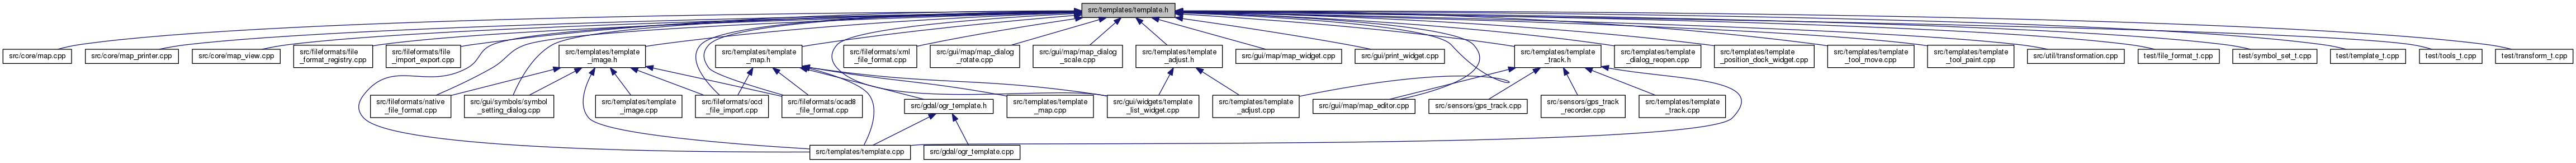 src/templates/template.h
src/core/map.cpp
src/core/map_printer.cpp
src/core/map_view.cpp
src/fileformats/file
_format_registry.cpp
src/fileformats/file
_import_export.cpp
src/templates/template
_image.h
src/templates/template
_map.h
src/fileformats/xml
_file_format.cpp
src/gui/map/map_dialog
_rotate.cpp
src/gui/map/map_dialog
_scale.cpp
src/templates/template
_adjust.h
src/gui/map/map_widget.cpp
src/gui/print_widget.cpp
src/templates/template
_track.h
src/templates/template
_dialog_reopen.cpp
src/templates/template
_position_dock_widget.cpp
src/templates/template
_tool_move.cpp
src/templates/template
_tool_paint.cpp
src/util/transformation.cpp
test/file_format_t.cpp
test/symbol_set_t.cpp
test/template_t.cpp
test/tools_t.cpp
test/transform_t.cpp
src/fileformats/native
_file_format.cpp
src/gui/symbols/symbol
_setting_dialog.cpp
src/templates/template
_image.cpp
src/fileformats/ocd
_file_import.cpp
src/fileformats/ocad8
_file_format.cpp
src/gdal/ogr_template.h
src/templates/template
_map.cpp
src/gui/widgets/template
_list_widget.cpp
src/templates/template
_adjust.cpp
src/gui/map/map_editor.cpp
src/sensors/gps_track.cpp
src/sensors/gps_track
_recorder.cpp
src/templates/template
_track.cpp
src/templates/template.cpp
src/gdal/ogr_template.cpp